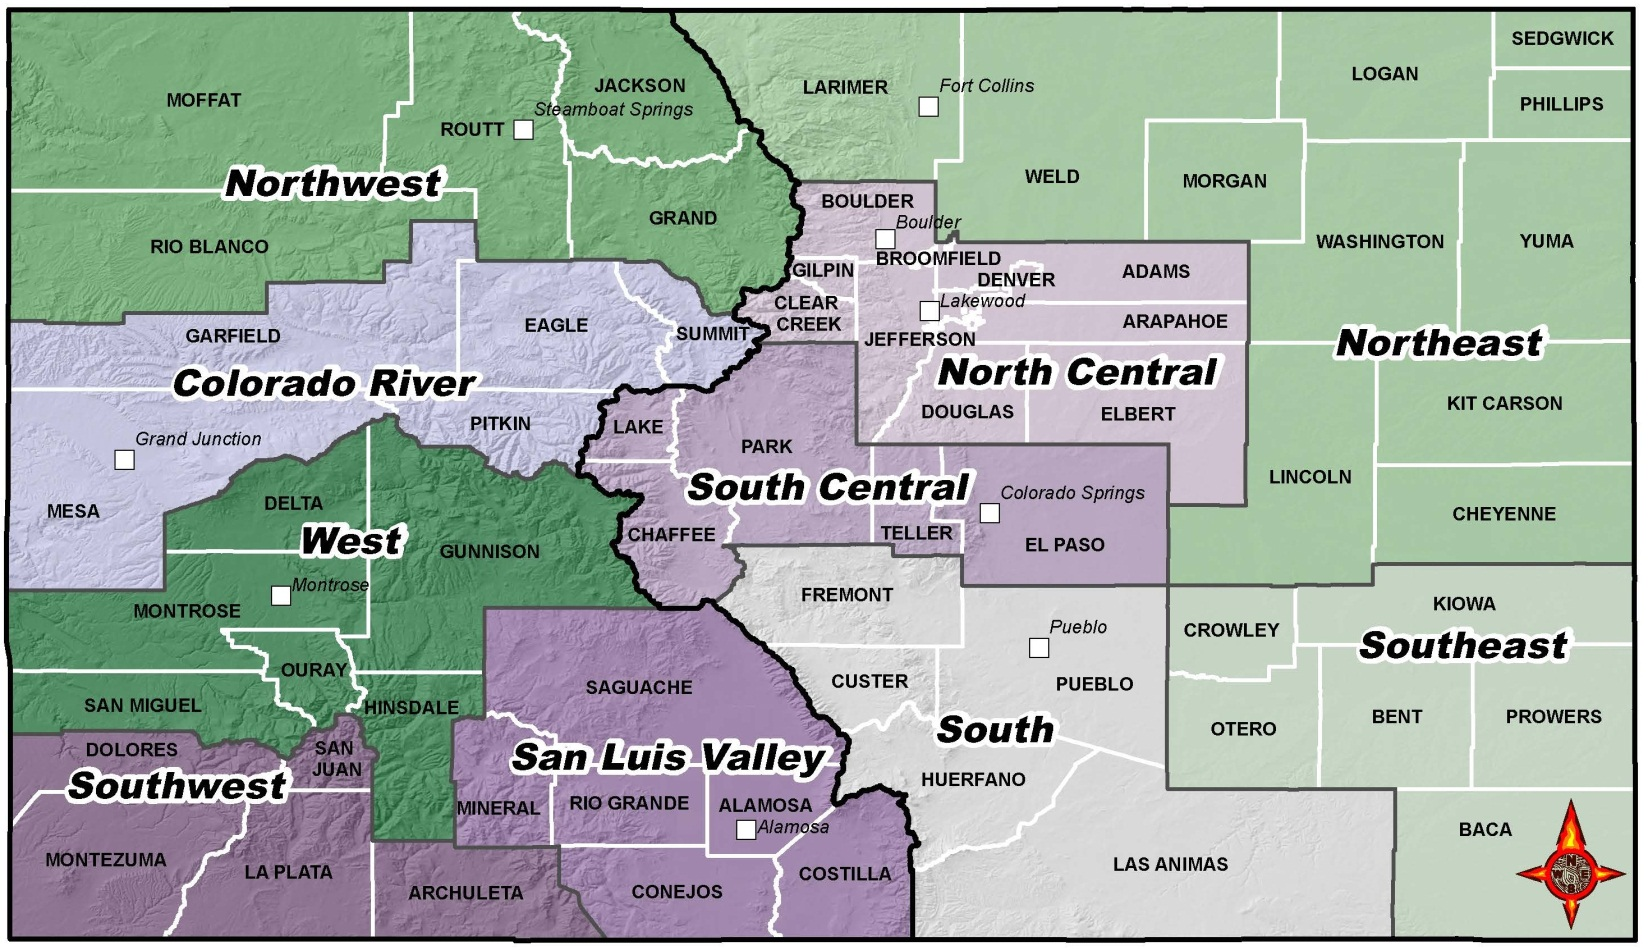 SEDGWICK
LOGAN
JACKSON
LARIMER
Fort Collins
MOFFAT
PHILLIPS
Steamboat Springs
ROUTT
WELD
MORGAN
Northwest
BOULDER
GRAND
Boulder
RIO BLANCO
WASHINGTON
YUMA
BROOMFIELD
GILPIN
ADAMS
DENVER
Lakewood
CLEAR
CREEK
ARAPAHOE
EAGLE
GARFIELD
SUMMIT
JEFFERSON
Northeast
North Central
Colorado River
KIT CARSON
DOUGLAS
ELBERT
PITKIN
LAKE
Grand Junction
PARK
LINCOLN
South Central
Colorado Springs
DELTA
MESA
CHEYENNE
West
CHAFFEE
TELLER
EL PASO
GUNNISON
Montrose
FREMONT
KIOWA
MONTROSE
Pueblo
CROWLEY
Southeast
OURAY
CUSTER
PUEBLO
SAGUACHE
SAN MIGUEL
HINSDALE
BENT
PROWERS
OTERO
South
DOLORES
SAN
JUAN
San Luis Valley
Southwest
HUERFANO
MINERAL
RIO GRANDE
ALAMOSA
Alamosa
BACA
MONTEZUMA
LA PLATA
COSTILLA
LAS ANIMAS
ARCHULETA
CONEJOS
N
W
E
S